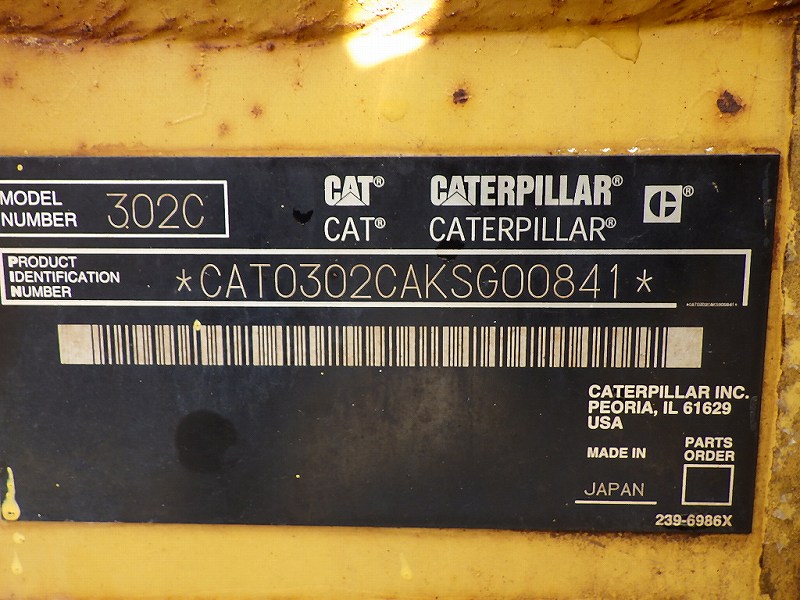 MODEL
NUMBER
302C
CAT®
CATERPILLAR®
C®
CAT®
CATERPILLAR®
PRODUCT
IDENTIFICATION
NUMBER
*CAT0302CAKSG00841*
*CAT0302CAKSG00841*
CATERPILLAR INC.
PEORIA, IL 61629
USA
MADE IN
JAPAN
PARTS
ORDER
239-6986X